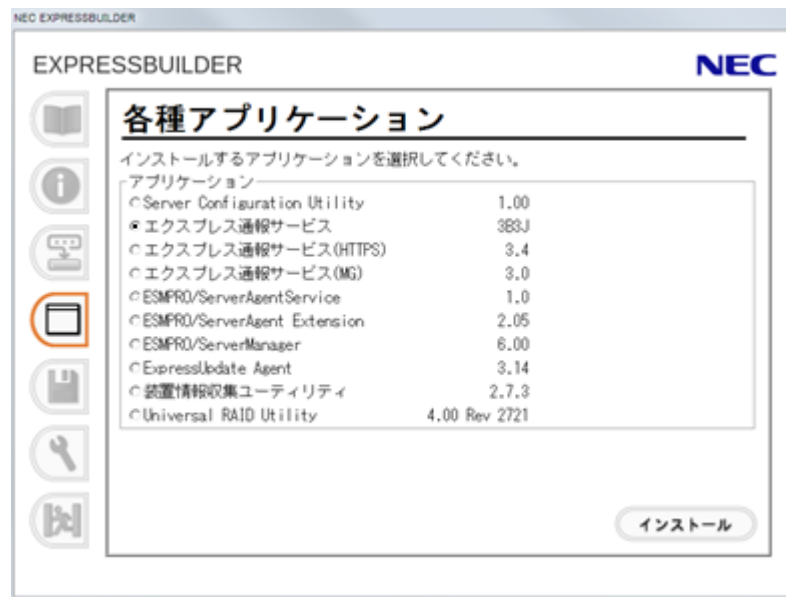 NEC EXPRESSBUILDER
EXPRESSBUILDER
NEC
各種アプリケーション
インストールするアプリケーションを選択してください。
アプリケーション
Server Configuration Utility 1.00
エクスプレス通報サービス 3B3J
エクスプレス通報サービス(HTTPS) 3.4
エクスプレス通報サービス(MG) 3.0
ESMPRO/ServerAgentService 1.0
ESMPRO/ServerAgent Extension 2.05
ESMPRO/ServerManager 6.00
ExpressUpdate Agent 3.14
装置情報収集ユーティリティ 2.7.3
Universal RAID Utility 4.00 Rev 2721
インストール